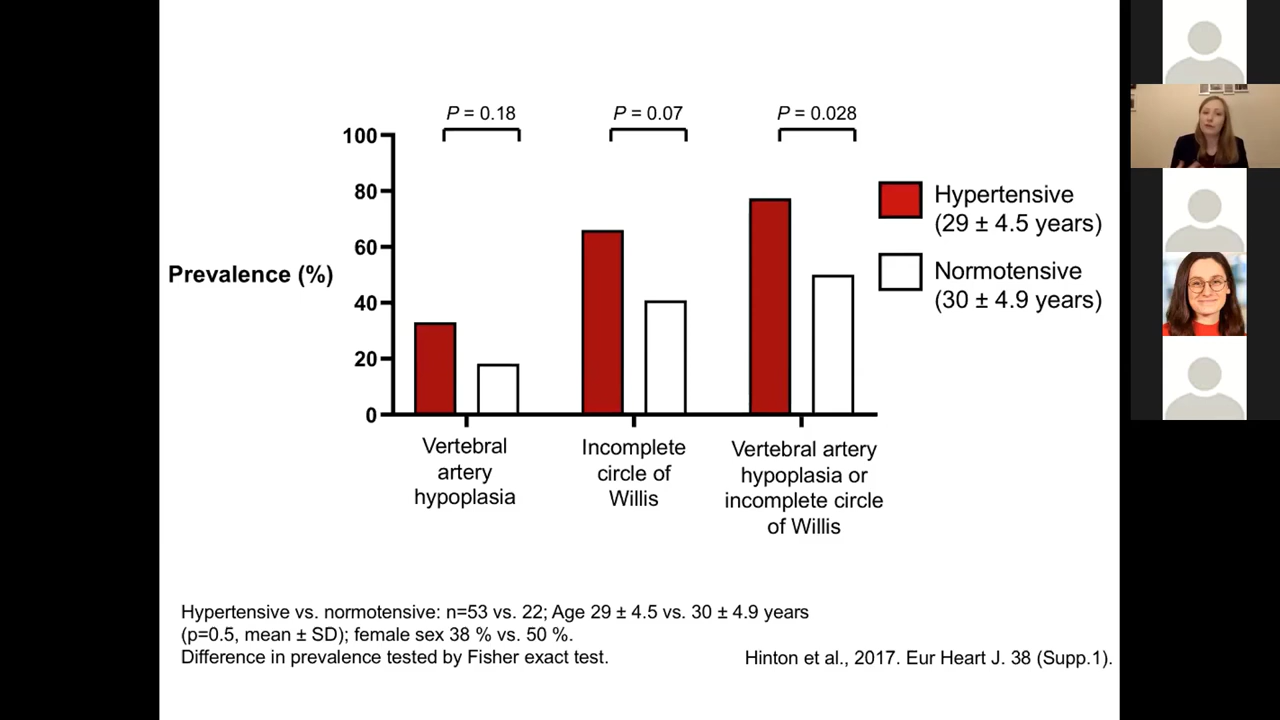 P = 0.18
P = 0.07
P = 0.028
100
80
60
40
20
0
Prevalence (%)
Hypertensive
(29 ± 4.5 years)
Normotensive
(30 ± 4.9 years)
Vertebral
artery
hypoplasia
Incomplete
circle of
Willis
Vertebral artery
hypoplasia or
incomplete circle
of Willis
Hypertensive vs. normotensive: n=53 vs. 22; Age 29 ± 4.5 vs. 30 ± 4.9 years
(p=0.5, mean ± SD); female sex 38 % vs. 50 %.
Difference in prevalence tested by Fisher exact test.
Hinton et al., 2017. Eur Heart J. 38 (Supp.1).